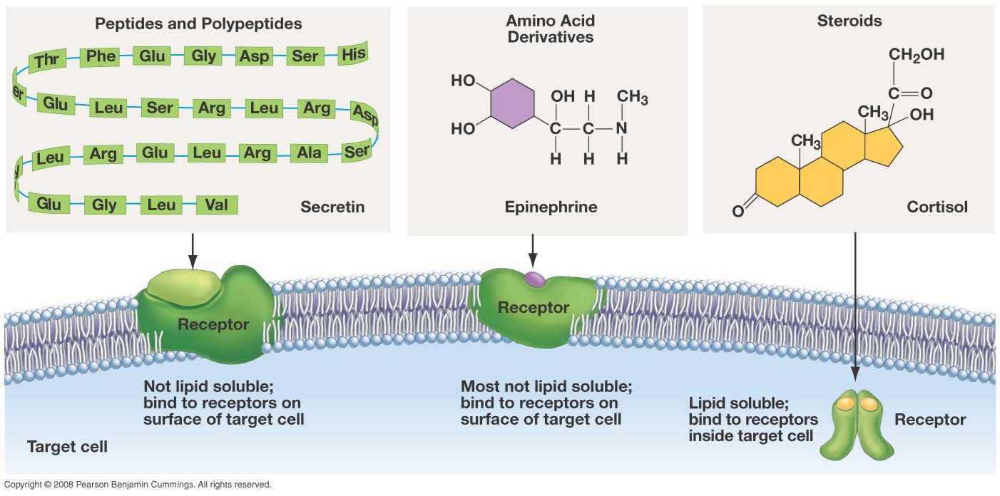 Peptides and Polypeptides
Thr Phe Glu Gly Asp Ser His
er Glu Leu Ser Arg Leu Arg Asp
y Leu Arg Glu Leu Arg Ala Ser
Glu Gly Leu Val
Secretin
Amino Acid
Derivatives
HO
HO
OH H CH₃
C C N
H H H
Epinephrine
Steroids
CH₂OH
C=O
CH₃ OH
CH₃
O
Cortisol
Receptor
Receptor
Not lipid soluble;
bind to receptors on
surface of target cell
Most not lipid soluble;
bind to receptors on
surface of target cell
Lipid soluble;
bind to receptors
inside target cell
Receptor
Target cell
Copyright © 2008 Pearson Benjamin Cummings. All rights reserved.